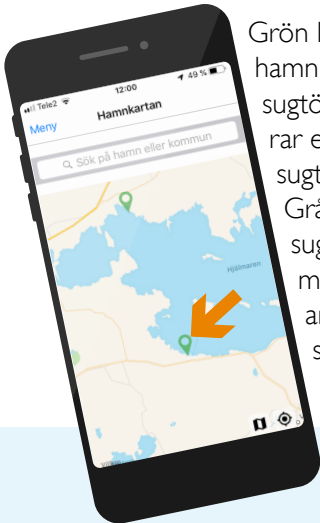 Tele2 12:00 49 %
Meny Hamnkartan
Sök på hamn eller kommun
Hjälmaren
Grön
hamn
sugtö
rar e
sugt
Grå
sug
m
ar
s